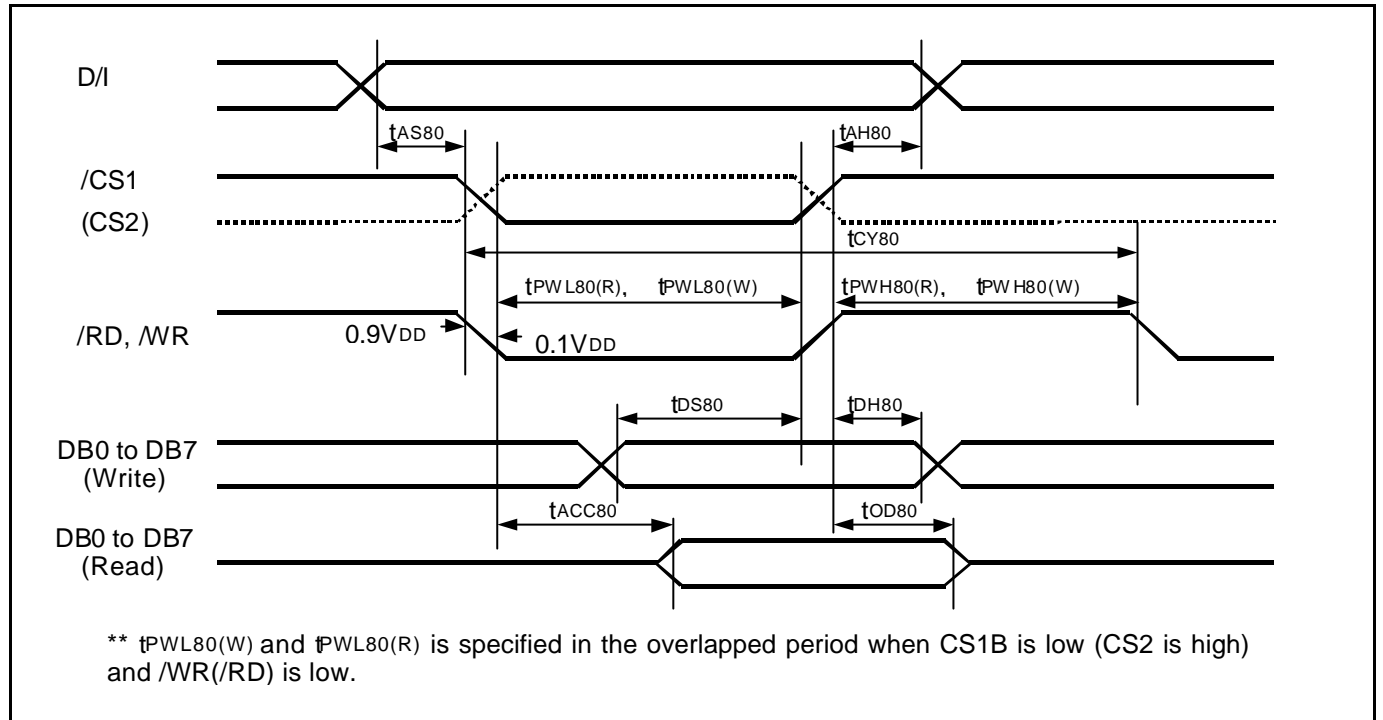 D/I
tAS80
tAH80
/CS1
(CS2)
tCY80
tPWL80(R), tPWL80(W)
tPWH80(R), tPWH80(W)
/RD, /WR
0.9VDD
0.1VDD
tDS80
tDH80
DB0 to DB7
(Write)
tACC80
tOD80
DB0 to DB7
(Read)
** tPWL80(W) and tPWL80(R) is specified in the overlapped period when CS1B is low (CS2 is high)
and /WR(/RD) is low.